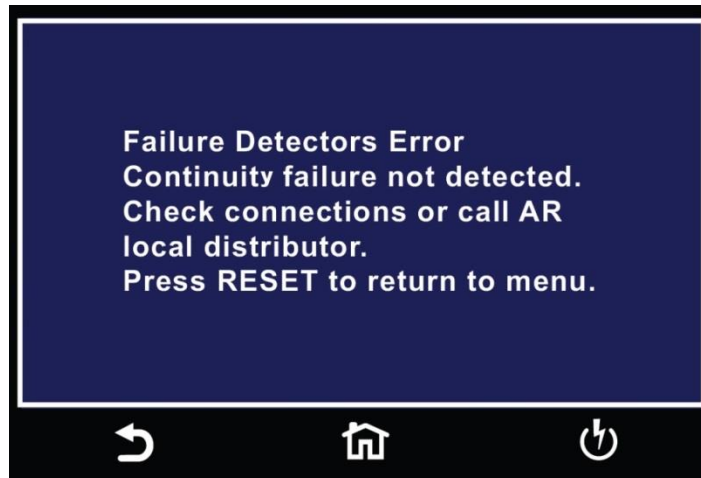 Failure Detectors Error
Continuity failure not detected.
Check connections or call AR
local distributor.
Press RESET to return to menu.